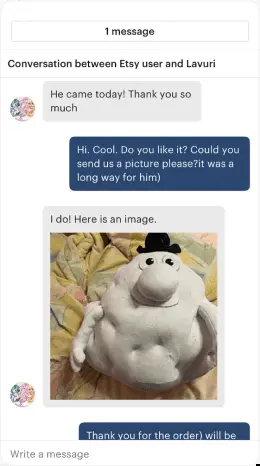 1 message
Conversation between Etsy user and Lavuri
He came today! Thank you so
much
Hi. Cool. Do you like it? Could you
send us a picture please?it was a
long way for him)
I do! Here is an image.
Thank you for the order) will be
Write a message